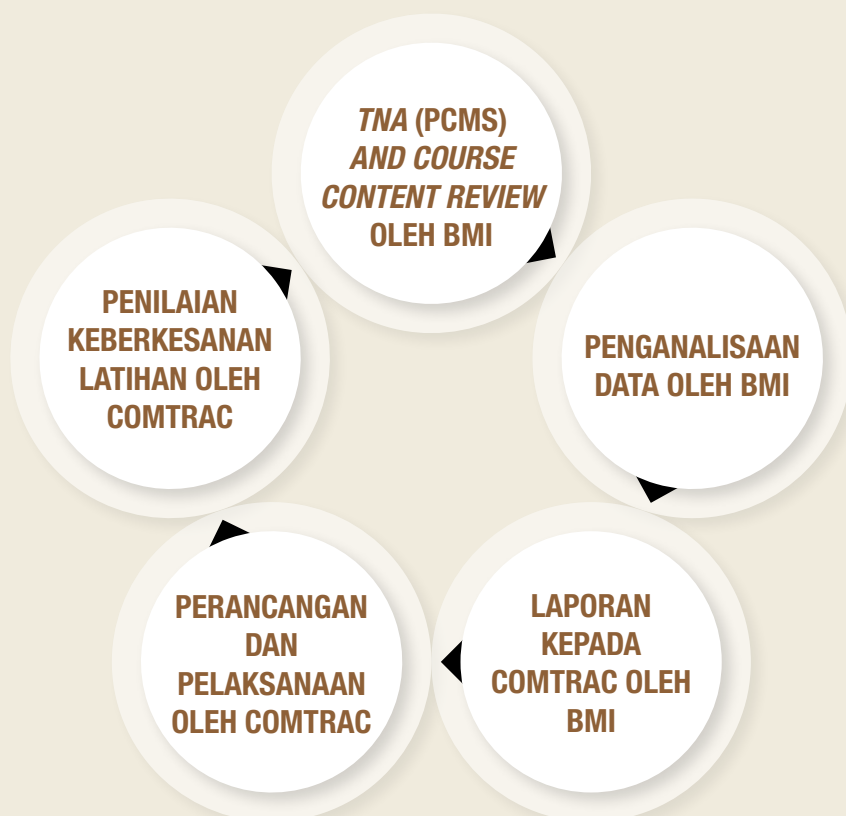 TNA (PCMS)
AND COURSE
CONTENT REVIEW
OLEH BMI
PENGANALISAAN
DATA OLEH BMI
LAPORAN
KEPADA
COMTRAC OLEH
BMI
PERANCANGAN
DAN
PELAKSANAAN
OLEH COMTRAC
PENILAIAN
KEBERKESANAN
LATIHAN OLEH
COMTRAC